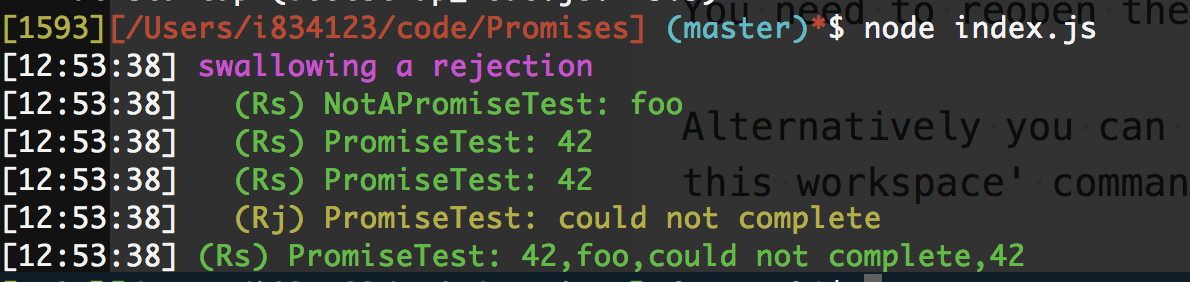 [1593][/Users/i834123/code/Promises] (master)*$ node index.js
[12:53:38] swallowing a rejection
[12:53:38] (Rs) NotAPromiseTest: foo
[12:53:38] (Rs) PromiseTest: 42
[12:53:38] (Rs) PromiseTest: 42
[12:53:38] (Rj) PromiseTest: could not complete
[12:53:38] (Rs) PromiseTest: 42,foo,could not complete,42
you need to reopen the
Alternatively you can
this workspace' comman